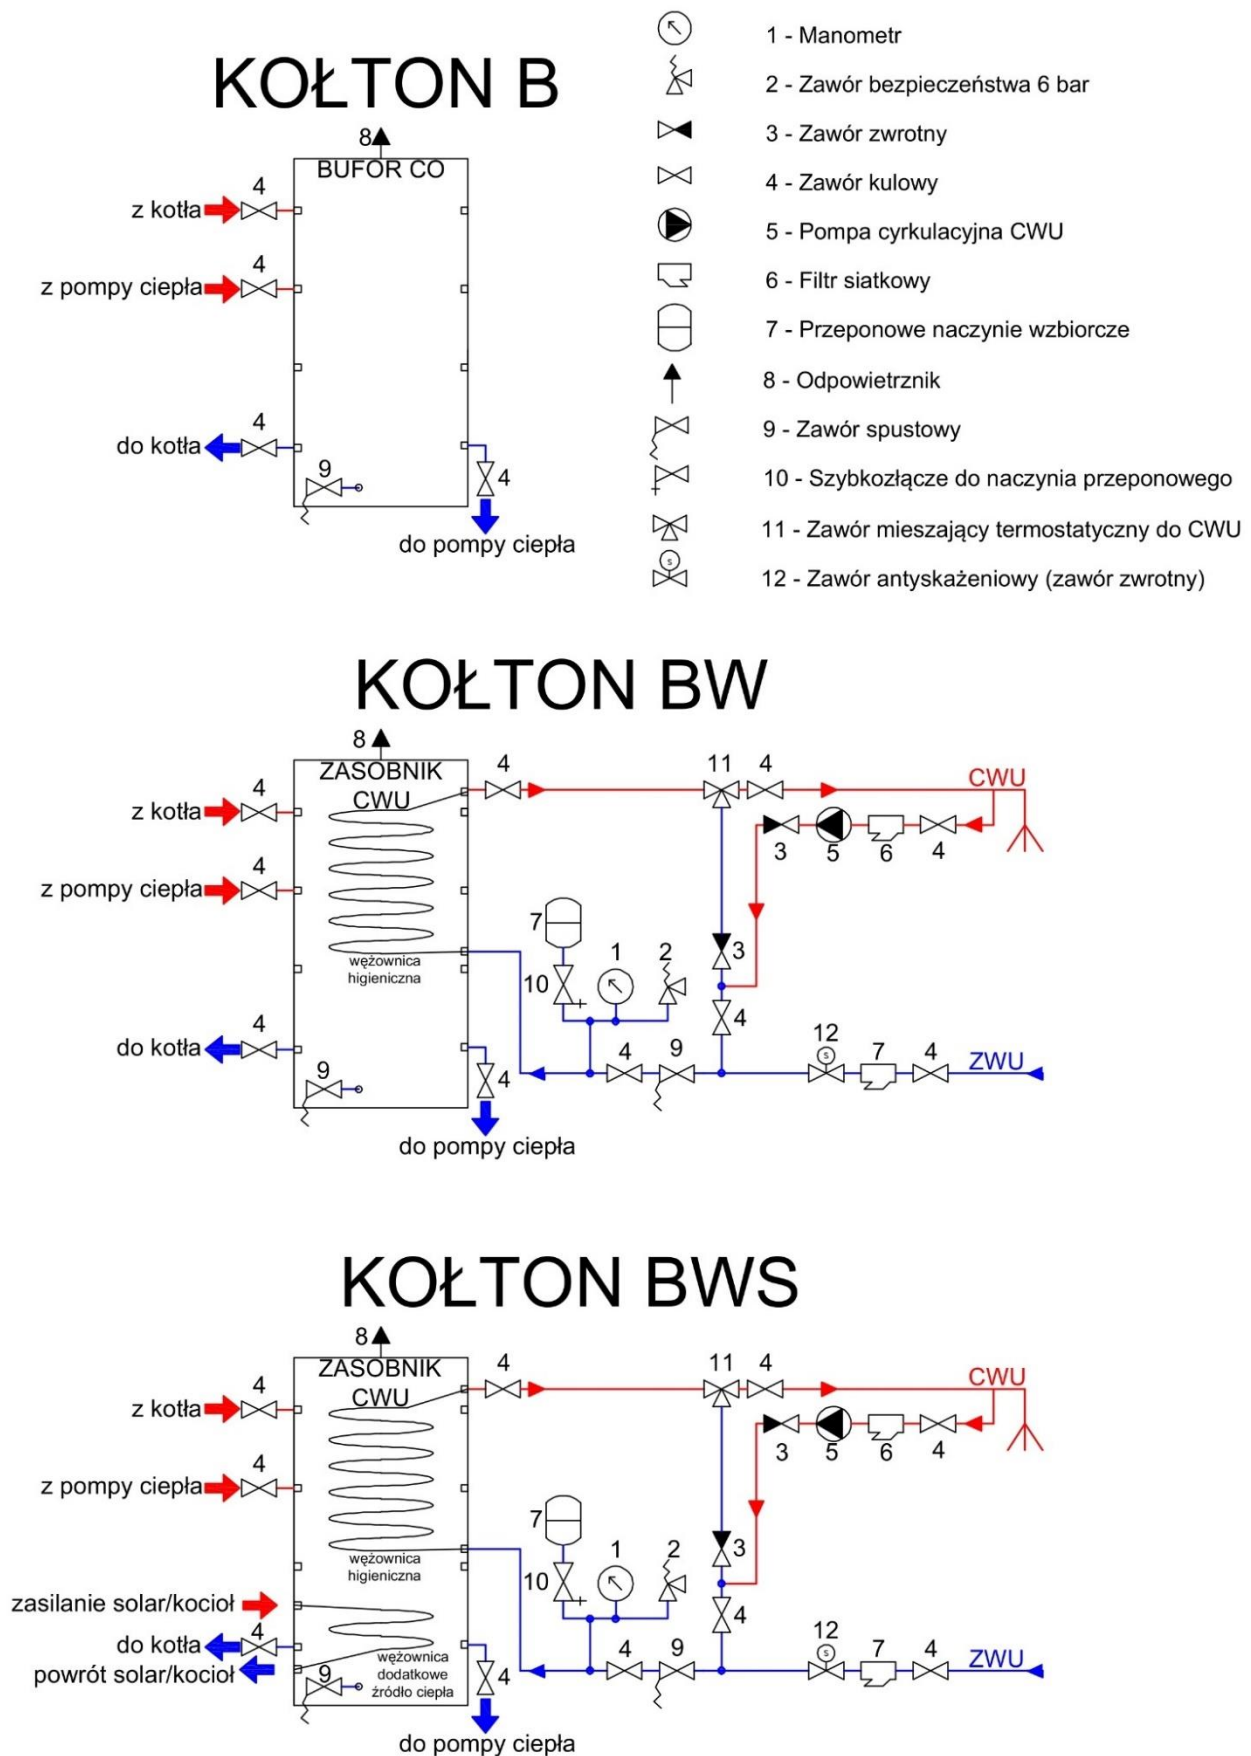 KOŁTON B
8
BUFOR CO
4
z kotła
4
z pompy ciepła
4
do kotła
9
4
do pompy ciepła
1 - Manometr
2 - Zawór bezpieczeństwa 6 bar
3 - Zawór zwrotny
4 - Zawór kulowy
5 - Pompa cyrkulacyjna CWU
6 - Filtr siatkowy
7 - Przeponowe naczynie wzbiorcze
8 - Odpowietrznik
9 - Zawór spustowy
10 - Szybkozłącze do naczynia przeponowego
11 - Zawór mieszający termostatyczny do CWU
S
12 - Zawór antyskażeniowy (zawór zwrotny)
KOŁTON BW
8
ZASOBNIK
CWU
4
z kotła
4
z pompy ciepła
wężownica
higieniczna
4
do kotła
9
4
do pompy ciepła
4
11
4
CWU
3
5
6
4
7
10
1
2
3
4
4
9
12
S
7
4
ZWU
KOŁTON BWS
8
ZASOBNIK
CWU
4
z kotła
4
z pompy ciepła
wężownica
higieniczna
zasilanie solar/kocioł
4
do kotła
powrót solar/kocioł
wężownica
dodatkowe
źródło ciepła
9
4
do pompy ciepła
4
11
4
CWU
3
5
6
4
7
10
1
2
3
4
4
9
12
S
7
4
ZWU